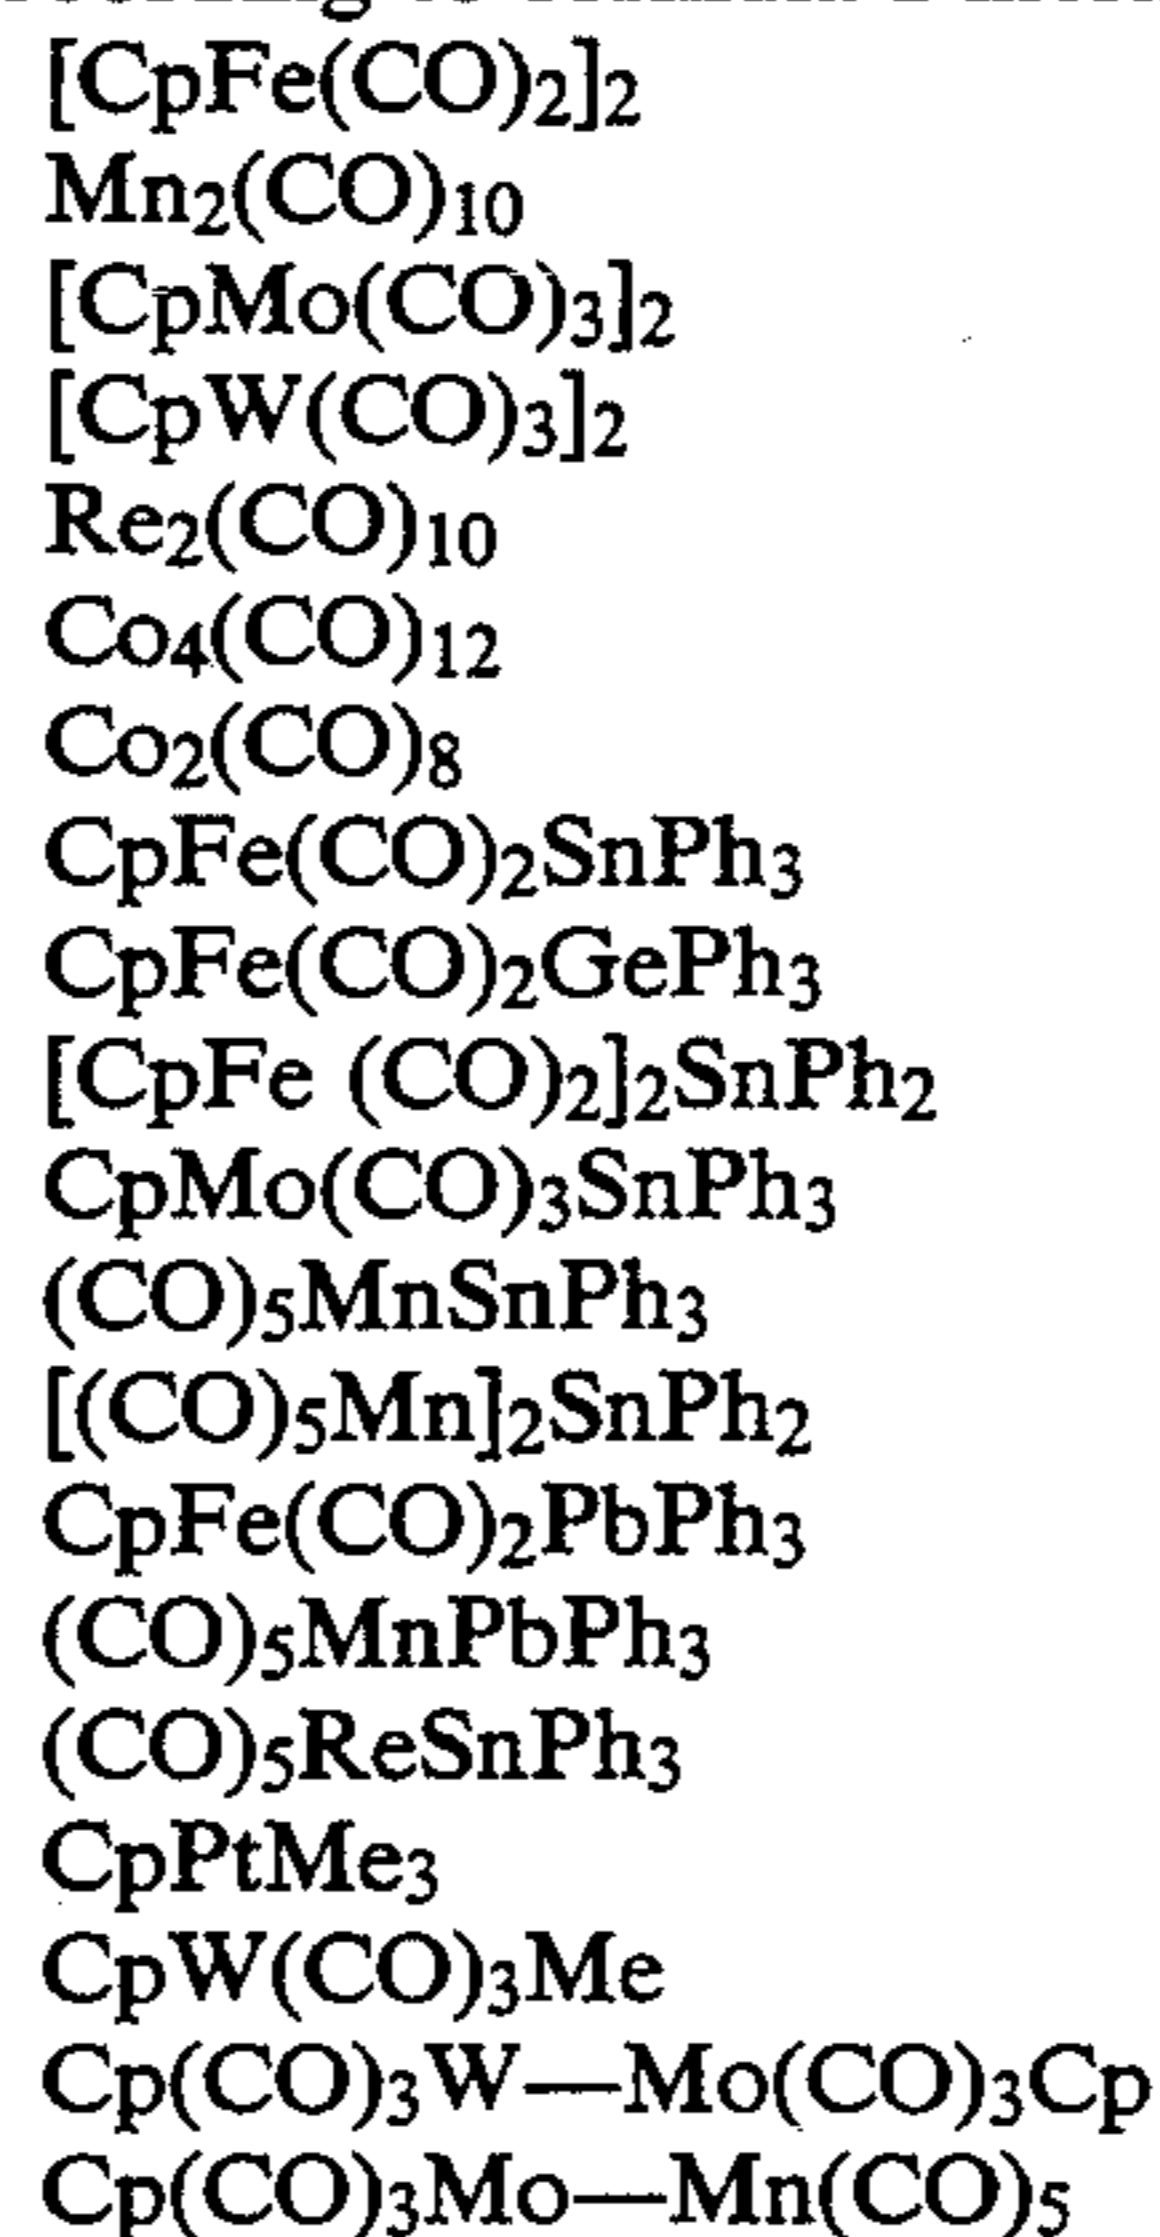 [CpFe(CO)₂]₂
Mn₂(CO)₁₀
[CpMo(CO)₃]₂
[CpW(CO)₃]₂
Re₂(CO)₁₀
Co₄(CO)₁₂
Co₂(CO)₈
CpFe(CO)₂SnPh₃
CpFe(CO)₂GePh₃
[CpFe (CO)₂]₂SnPh₂
CpMo(CO)₃SnPh₃
(CO)₅MnSnPh₃
[(CO)₅Mn]₂SnPh₂
CpFe(CO)₂PbPh₃
(CO)₅MnPbPh₃
(CO)₅ReSnPh₃
CpPtMe₃
CpW(CO)₃Me
Cp(CO)₃W—Mo(CO)₃Cp
Cp(CO)₃Mo—Mn(CO)₅